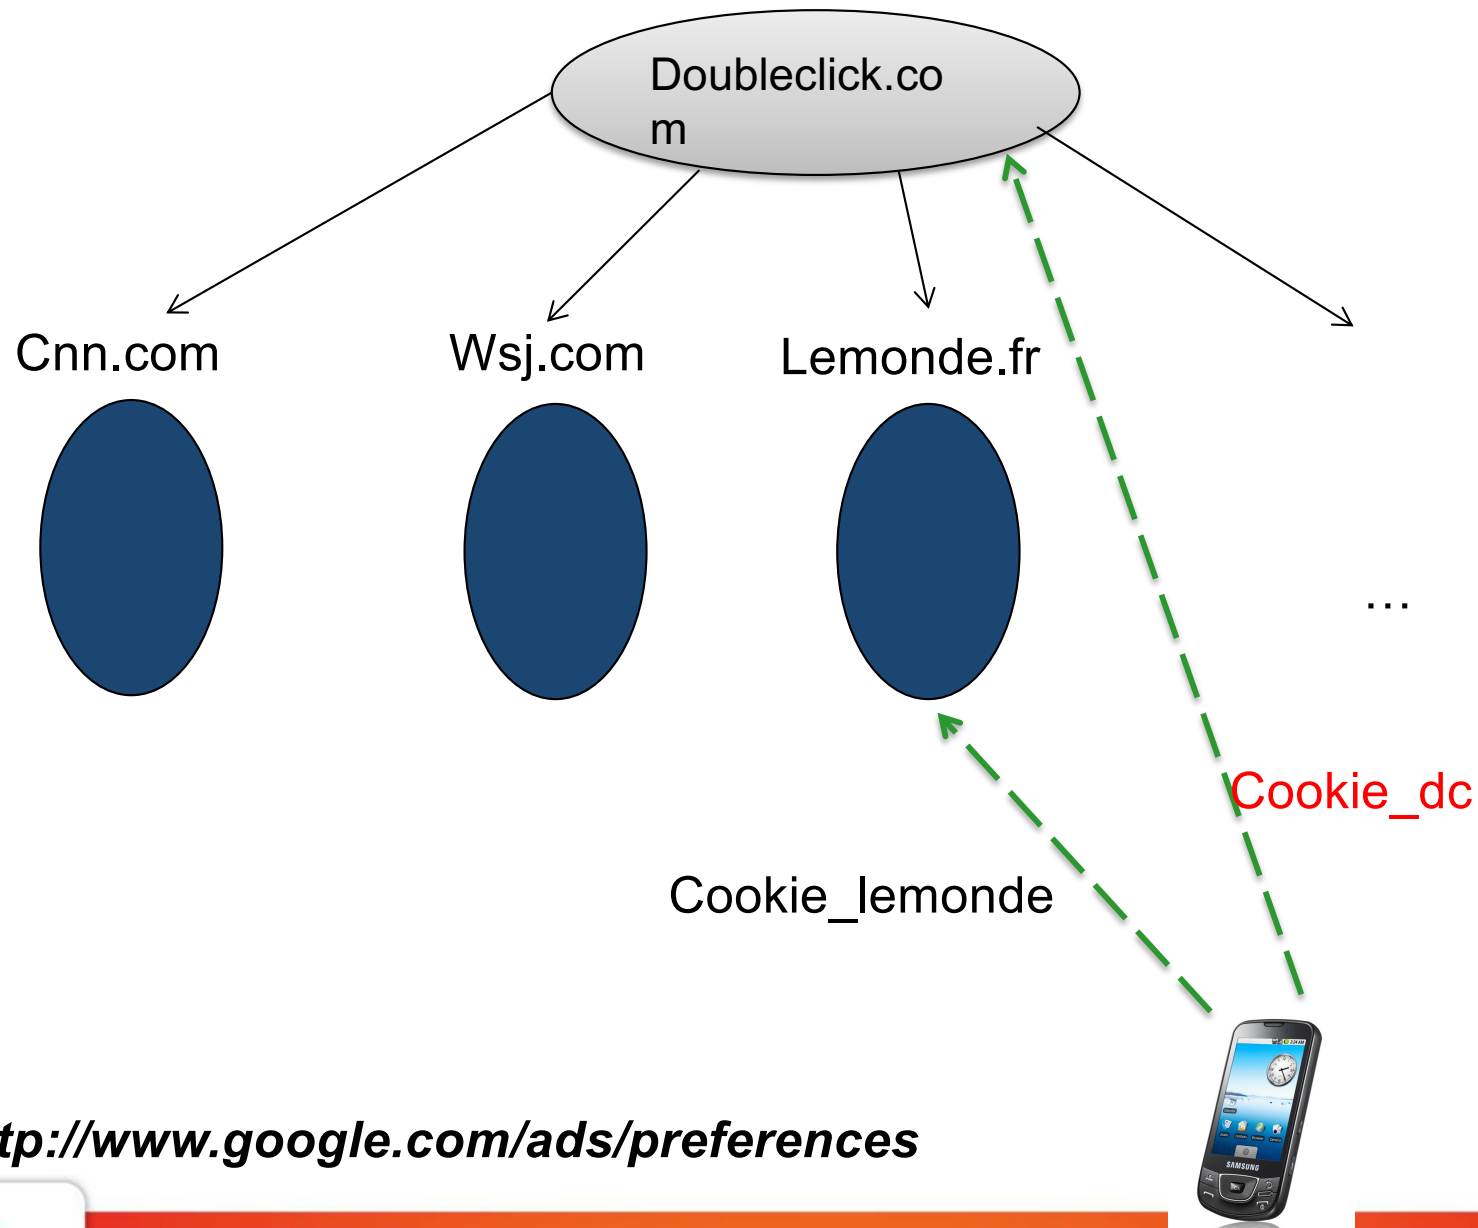 Doubleclick.co
m
Cnn.com
Wsj.com
Lemonde.fr
…
Cookie_dc
Cookie_lemonde
tp://www.google.com/ads/preferences
SAMSUNG